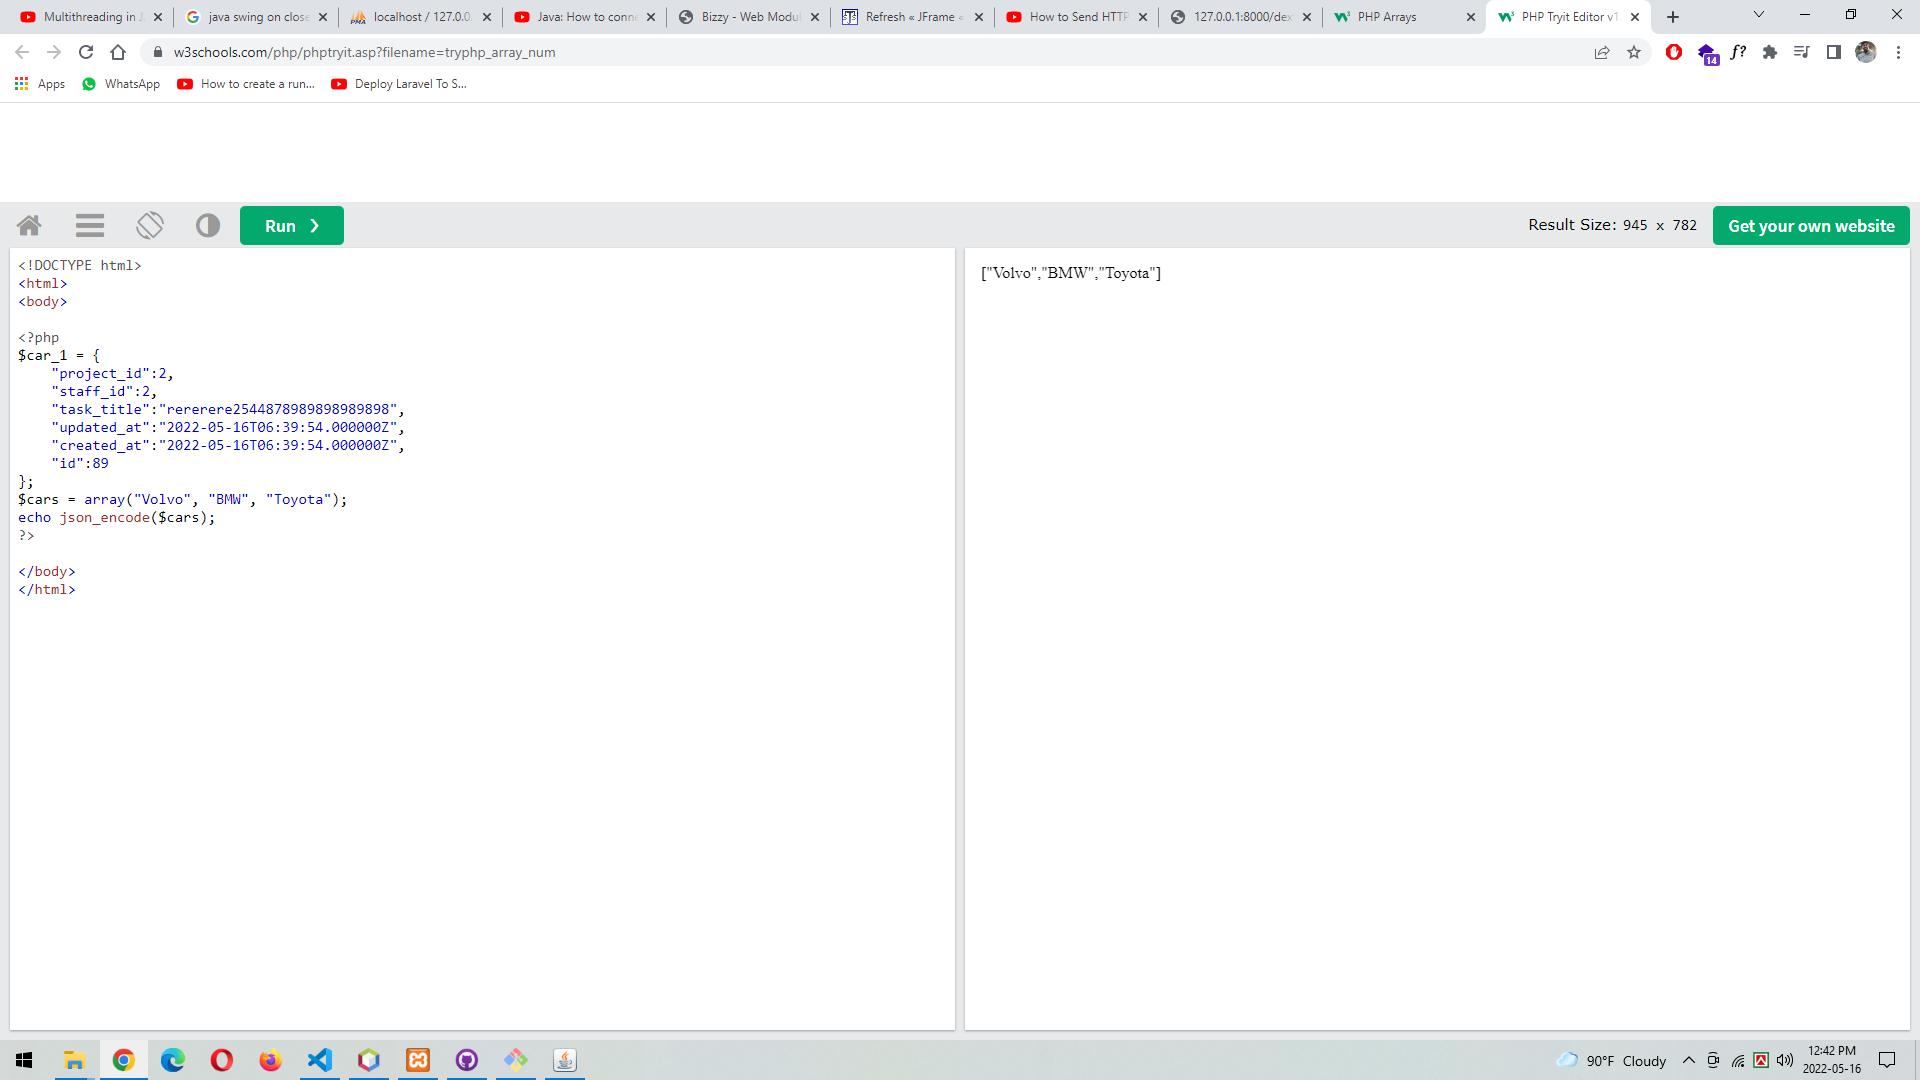 Multithreading in J
java swing on close
localhost / 127.0.0.
Java: How to conne
Bizzy - Web Modul
Refresh « JFrame «
How to Send HTTP
127.0.0.1:8000/dex
PHP Arrays
PHP Tryit Editor v1.
w3schools.com/php/phptryit.asp?filename=tryphp_array_num
14
f?
Apps
WhatsApp
How to create a run...
Deploy Laravel To S...
Run ❯
Result Size: 945 x 782
Get your own website
<!DOCTYPE html>
<html>
<body>
<?php
$car_1 = {
"project_id":2,
"staff_id":2,
"task_title":"rererere2544878989898989898",
"updated_at":"2022-05-16T06:39:54.000000Z",
"created_at":"2022-05-16T06:39:54.000000Z",
"id":89
};
$cars = array("Volvo", "BMW", "Toyota");
echo json_encode($cars);
?>
</body>
</html>
["Volvo","BMW","Toyota"]
90°F Cloudy
12:42 PM
2022-05-16